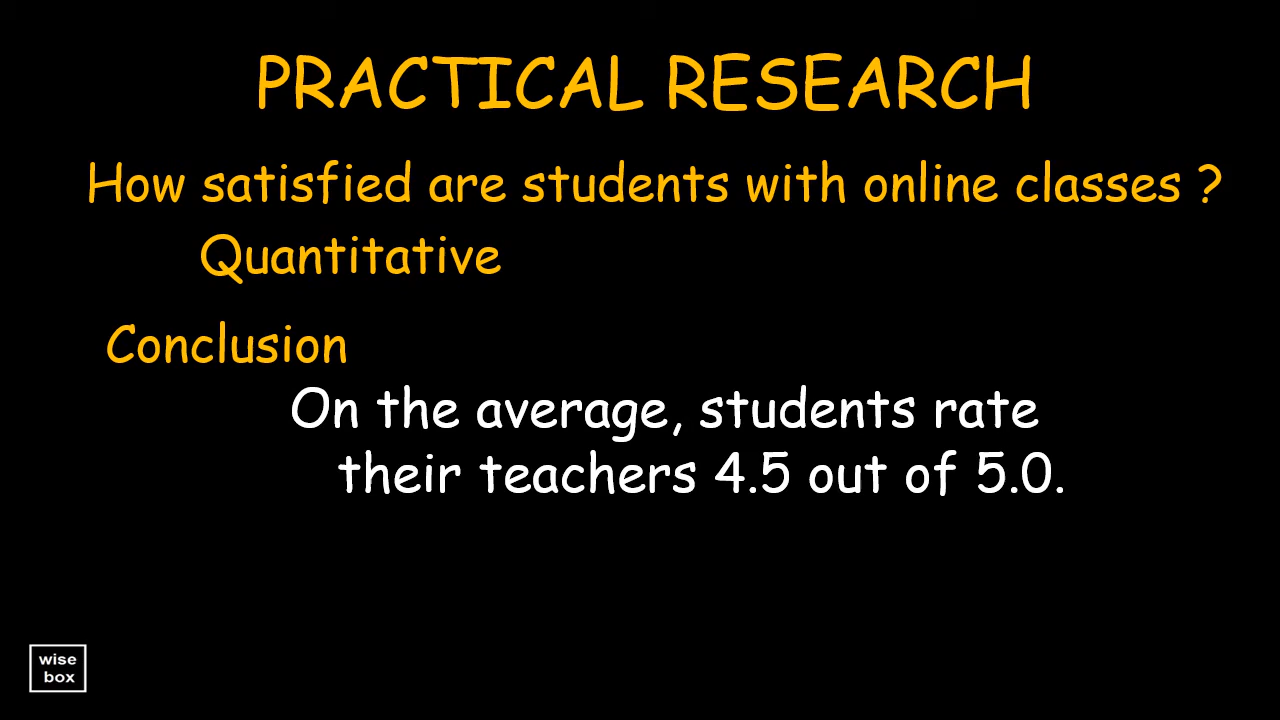 PRACTICAL RESEARCH
How satisfied are students with online classes ?
Quantitative
Conclusion
On the average, students rate
their teachers 4.5 out of 5.0.
wise
box